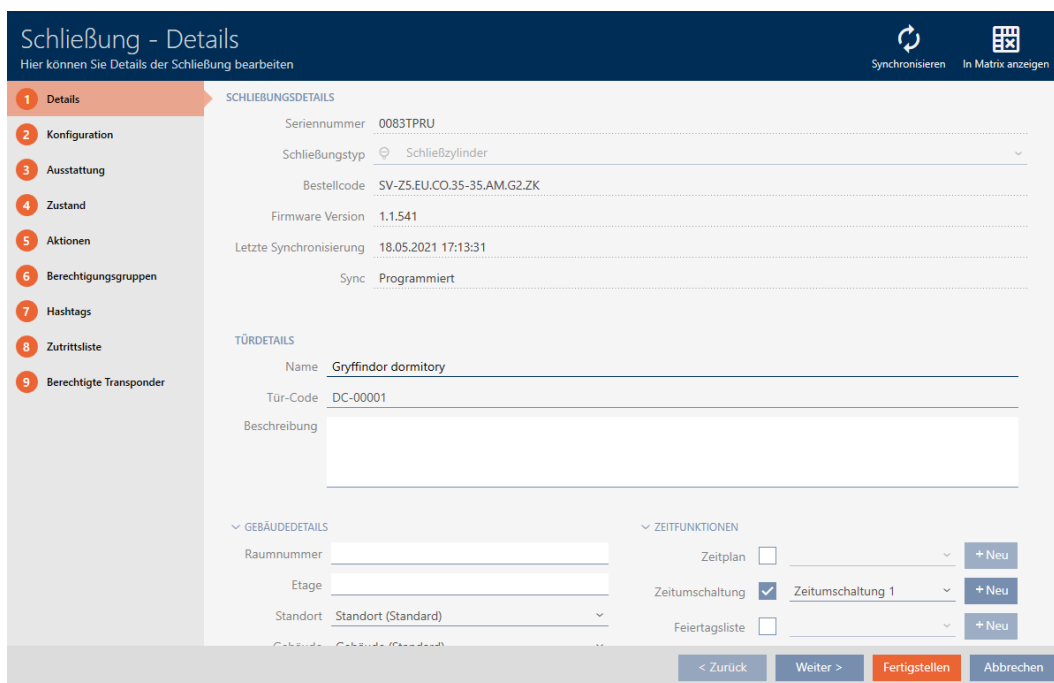 Schließung - Details
Hier können Sie Details der Schließung bearbeiten
Synchronisieren
In Matrix anzeigen
1 Details
2 Konfiguration
3 Ausstattung
4 Zustand
5 Aktionen
6 Berechtigungsgruppen
7 Hashtags
8 Zutrittsliste
9 Berechtigte Transponder
SCHLIEßUNGSDETAILS
Seriennummer 0083TPRU
Schließungstyp Schließzylinder
Bestellcode SV-Z5.EU.CO.35-35.AM.G2.ZK
Firmware Version 1.1.541
Letzte Synchronisierung 18.05.2021 17:13:31
Sync Programmiert
TÜRDETAILS
Name Gryffindor dormitory
Tür-Code DC-00001
Beschreibung
GEBÄUDEDETAILS
Raumnummer
Etage
Standort Standort (Standard)
Gebäude Gebäude (Standard)
ZEITFUNKTIONEN
Zeitplan + Neu
Zeitumschaltung Zeitumschaltung 1 + Neu
Feiertagsliste + Neu
< Zurück Weiter > Fertigstellen Abbrechen